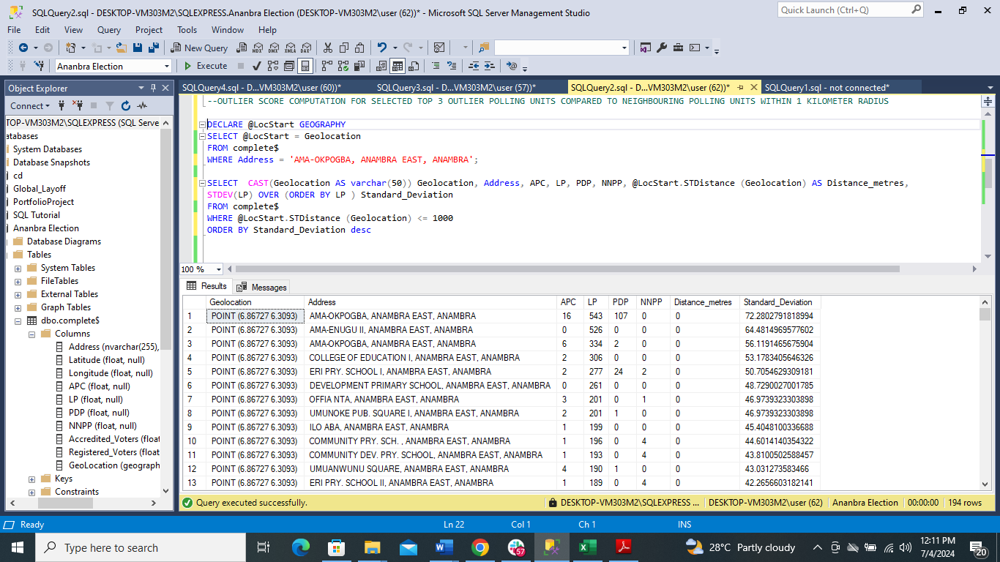 SQLQuery2.sql - DESKTOP-VM303M2\SQLEXPRESS.Ananbra Election (DESKTOP-VM303M2\user (62))* - Microsoft SQL Server Management Studio
Quick Launch (Ctrl+Q)
File Edit View Query Project Tools Window Help
New Query MDX DMX XMLA DAX
Ananbra Election Execute
Object Explorer
SQLQuery4.sql - D...VM303M2\user (60))* SQLQuery3.sql - D...VM303M2\user (57))* SQLQuery2.sql - D...VM303M2\user (62))* SQLQuery1.sql - not connected*
Connect
TOP-VM303M2\SQLEXPRESS (SQL Serve
atabases
System Databases
Database Snapshots
cd
Global_Layoff
PortfolioProject
SQL Tutorial
Ananbra Election
Database Diagrams
Tables
System Tables
FileTables
External Tables
Graph Tables
dbo.complete$
Columns
Address (nvarchar(255),
Latitude (float, null)
Longitude (float, null)
APC (float, null)
LP (float, null)
PDP (float, null)
NNPP (float, null)
Accredited_Voters (float
Registered_Voters (float
GeoLocation (geograph
Keys
Constraints
--OUTLIER SCORE COMPUTATION FOR SELECTED TOP 3 OUTLIER POLLING UNITS COMPARED TO NEIGHBOURING POLLING UNITS WITHIN 1 KILOMETER RADIUS
DECLARE @LocStart GEOGRAPHY
SELECT @LocStart = Geolocation
FROM complete$
WHERE Address = 'AMA-OKPOGBA, ANAMBRA EAST, ANAMBRA';
SELECT CAST(Geolocation AS varchar(50)) Geolocation, Address, APC, LP, PDP, NNPP, @LocStart.STDistance (Geolocation) AS Distance_metres,
STDEV(LP) OVER (ORDER BY LP ) Standard_Deviation
FROM complete$
WHERE @LocStart.STDistance (Geolocation) <= 1000
ORDER BY Standard_Deviation desc
100 %
Results Messages
Geolocation Address APC LP PDP NNPP Distance_metres Standard_Deviation
1 POINT (6.86727 6.3093) AMA-OKPOGBA, ANAMBRA EAST, ANAMBRA 16 543 107 0 0 72.2802791818994
2 POINT (6.86727 6.3093) AMA-ENUGU II, ANAMBRA EAST, ANAMBRA 0 526 0 0 0 64.4814969577602
3 POINT (6.86727 6.3093) AMA-OKPOGBA, ANAMBRA EAST, ANAMBRA 6 334 2 0 0 56.1191465675904
4 POINT (6.86727 6.3093) COLLEGE OF EDUCATION I, ANAMBRA EAST, ANAMBRA 2 306 0 0 0 53.1783405646326
5 POINT (6.86727 6.3093) ERI PRY. SCHOOL I, ANAMBRA EAST, ANAMBRA 2 277 24 2 0 50.7054629309181
6 POINT (6.86727 6.3093) DEVELOPMENT PRIMARY SCHOOL, ANAMBRA EAST, ANAMBRA 0 261 0 0 0 48.7290027001785
7 POINT (6.86727 6.3093) OFFIA NTA, ANAMBRA EAST, ANAMBRA 3 201 0 1 0 46.9739323303898
8 POINT (6.86727 6.3093) UMUNOKE PUB. SQUARE I, ANAMBRA EAST, ANAMBRA 2 201 1 0 0 46.9739323303898
9 POINT (6.86727 6.3093) ILO ABA, ANAMBRA EAST, ANAMBRA 1 199 0 0 0 45.4048100336688
10 POINT (6.86727 6.3093) COMMUNITY PRY. SCH. , ANAMBRA EAST, ANAMBRA 1 196 0 4 0 44.6014140354322
11 POINT (6.86727 6.3093) COMMUNITY DEV. PRY. SCHOOL, ANAMBRA EAST, ANAMBRA 1 193 0 4 0 43.8100502588457
12 POINT (6.86727 6.3093) UMUANWUNU SQUARE, ANAMBRA EAST, ANAMBRA 4 190 1 0 0 43.031273583466
13 POINT (6.86727 6.3093) ERI PRY. SCHOOL II, ANAMBRA EAST, ANAMBRA 1 189 0 4 0 42.2656603182141
Query executed successfully. DESKTOP-VM303M2\SQLEXPRESS ... DESKTOP-VM303M2\user (62) Ananbra Election 00:00:00 194 rows
Ready Ln 22 Col 1 Ch 1 INS
Type here to search 57 28°C Partly cloudy 12:11 PM
7/4/2024 20